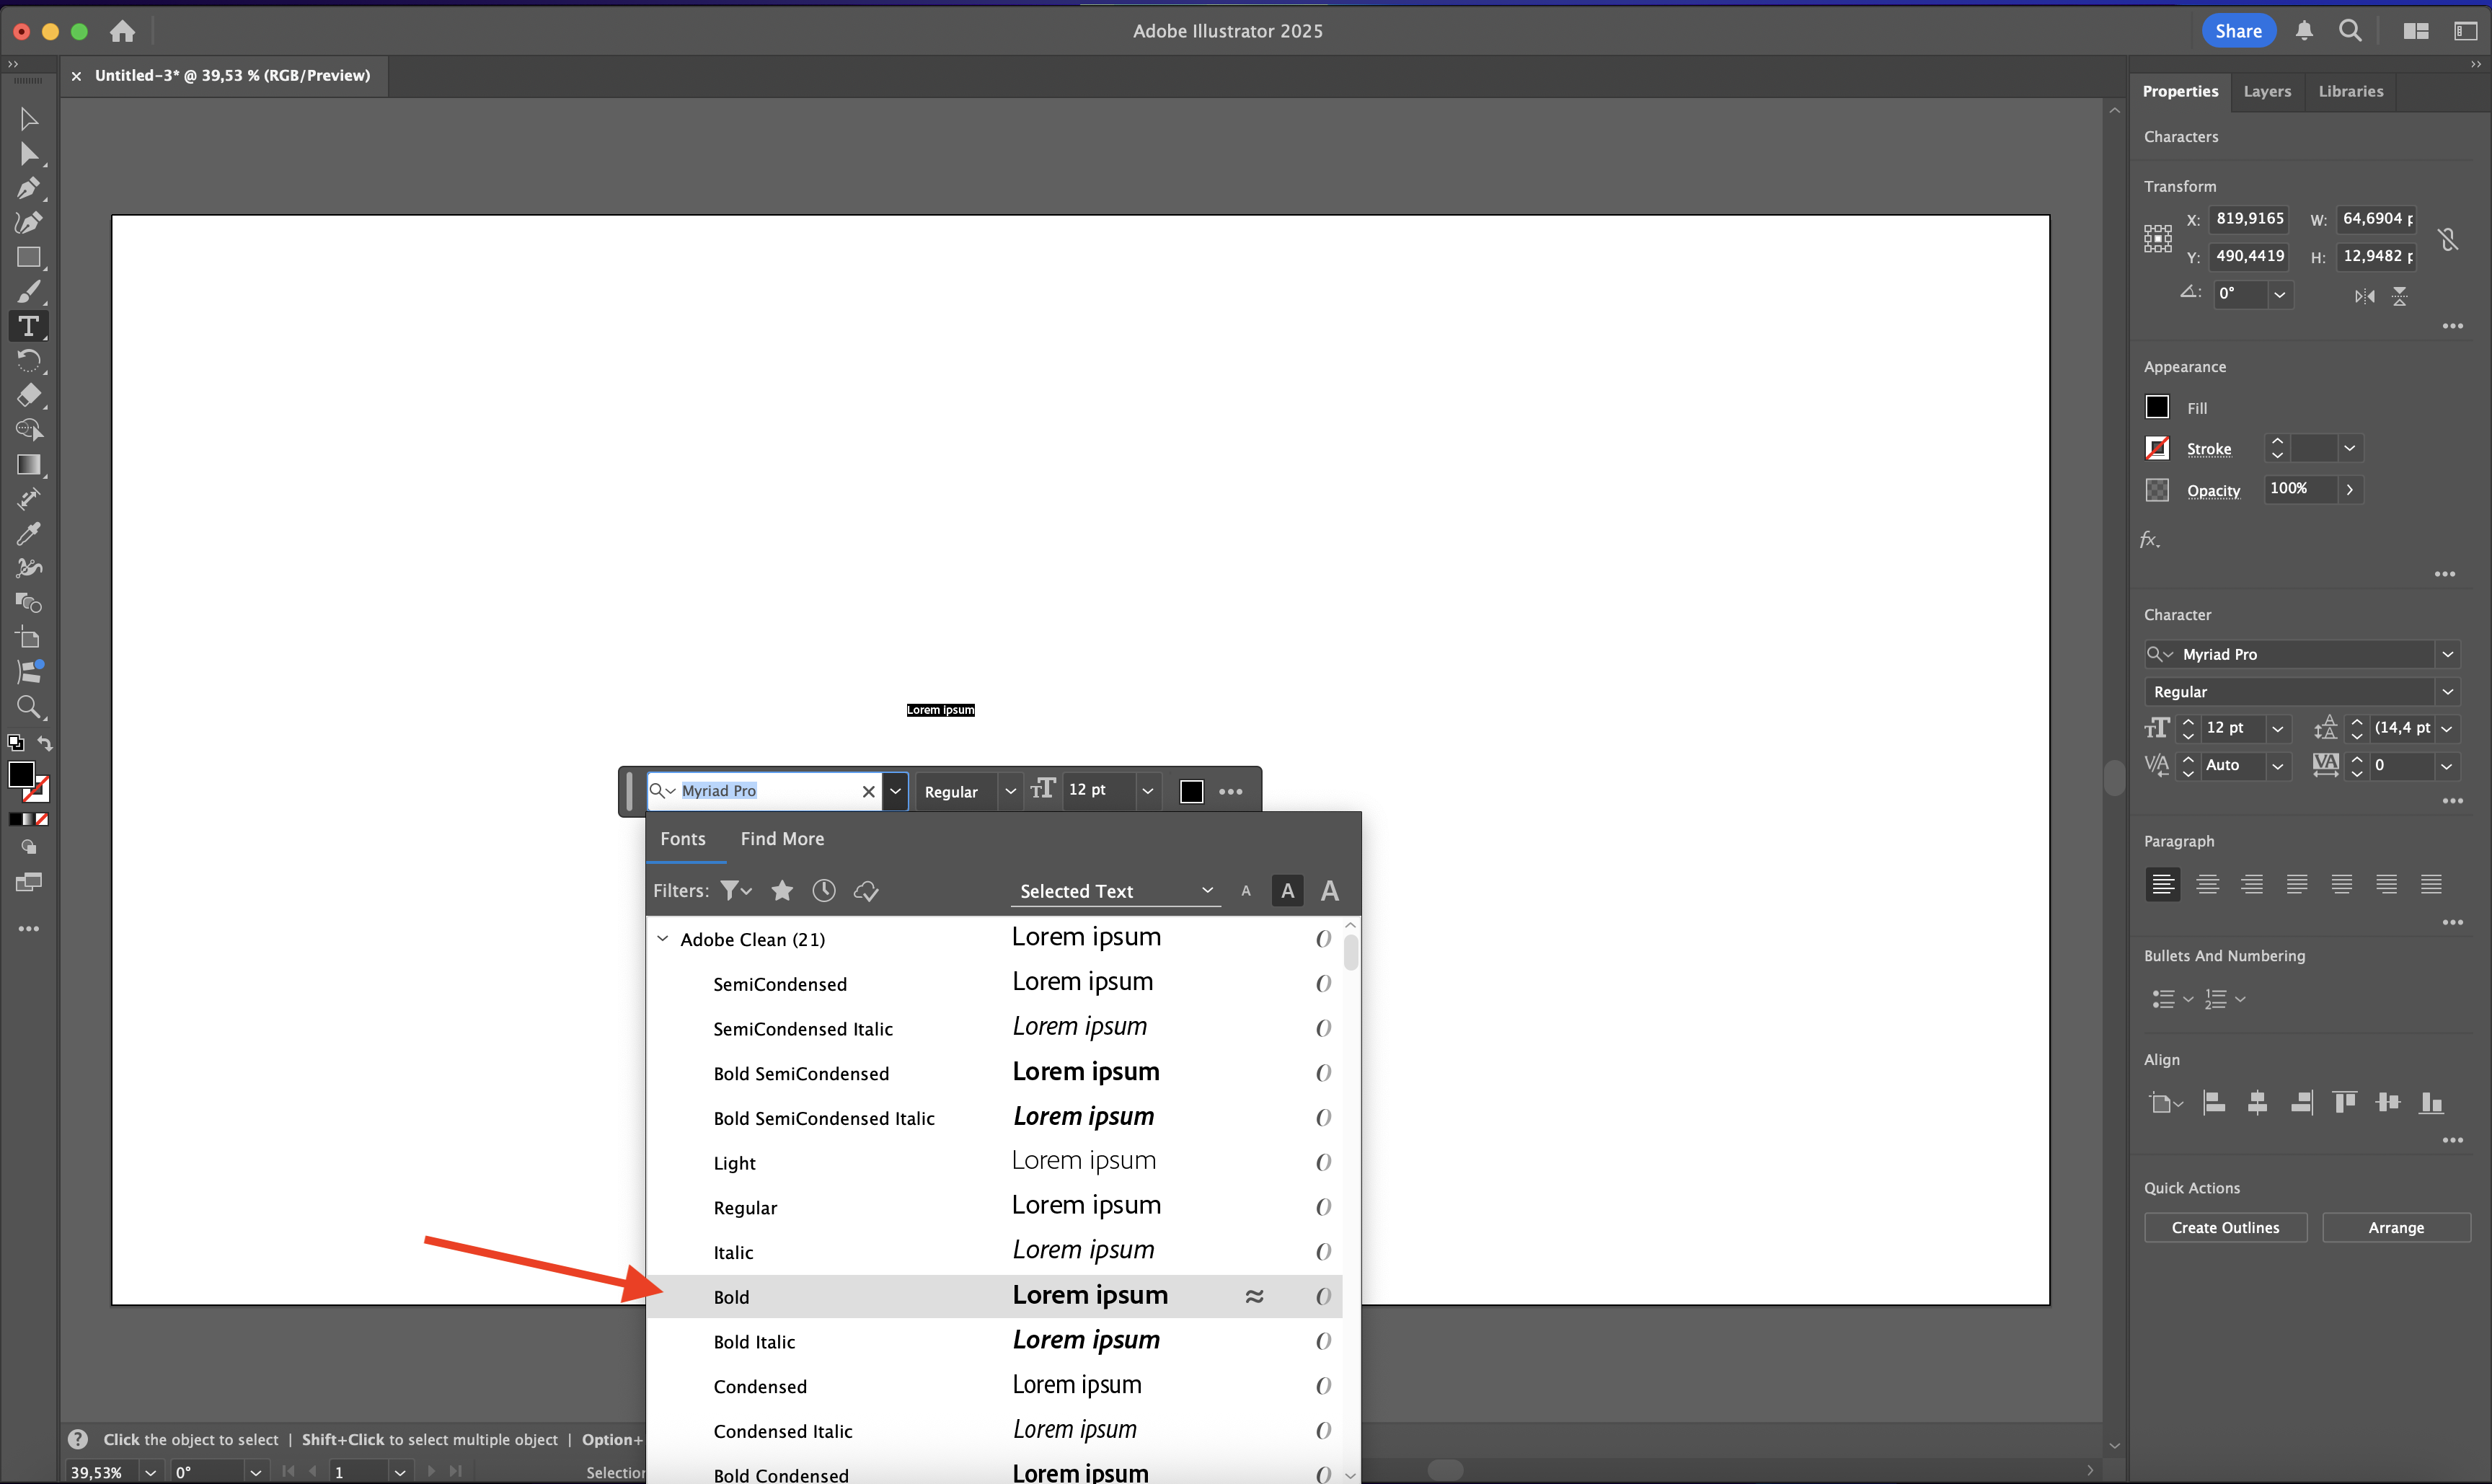 Adobe Illustrator 2025
Share
Untitled-3* @ 39,53 % (RGB/Preview)
Properties
Layers
Libraries
Characters
Transform
X: 819,9165
W: 64,6904 p
Y: 490,4419
H: 12,9482 p
0°
Appearance
Fill
Stroke
Opacity
100%
fx.
Character
Myriad Pro
Regular
12 pt
(14,4 pt
Auto
0
Paragraph
Bullets And Numbering
Align
Quick Actions
Create Outlines
Arrange
Lorem ipsum
Myriad Pro
Regular
12 pt
Fonts
Find More
Filters:
Selected Text
A A A
Adobe Clean (21) Lorem ipsum
SemiCondensed Lorem ipsum
SemiCondensed Italic Lorem ipsum
Bold SemiCondensed Lorem ipsum
Bold SemiCondensed Italic Lorem ipsum
Light Lorem ipsum
Regular Lorem ipsum
Italic Lorem ipsum
Bold Lorem ipsum
Bold Italic Lorem ipsum
Condensed Lorem ipsum
Condensed Italic Lorem ipsum
Bold Condensed Lorem ipsum
Click the object to select | Shift+Click to select multiple object | Option+
39,53%
0°
1
Selection